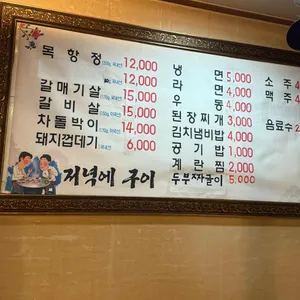 목항정 12,000
12,000
갈매기살 15,000
갈비살 15,000
차돌박이 14,000
돼지껍데기 6,000
저녁에 구이
냉면 5,000
라면 4,000
우동 4,000
된장찌개 3,000
김치냄비밥 4,000
공기밥 1,000
계란찜 2,000
두부짜글이 5,000
소주
맥주
음료수